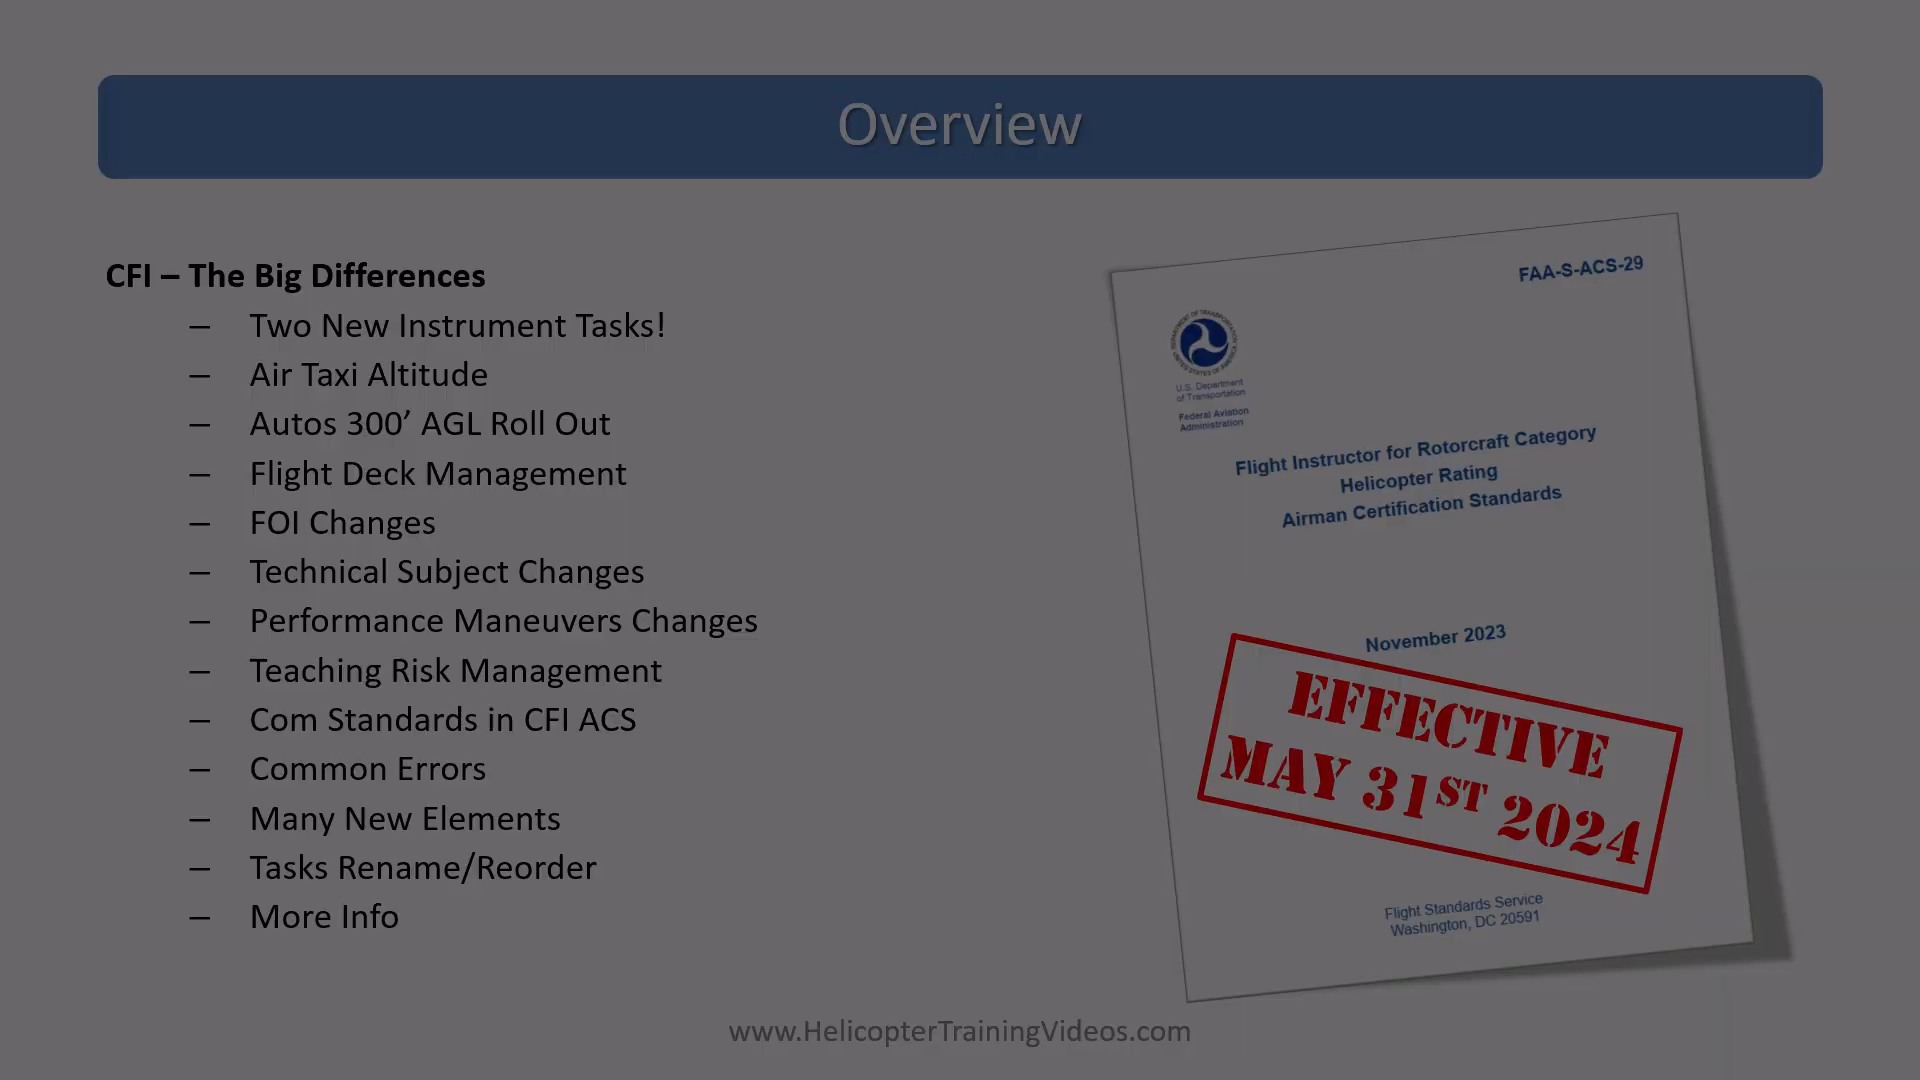 Overview
CFI – The Big Differences
– Two New Instrument Tasks!
– Air Taxi Altitude
– Autos 300’ AGL Roll Out
– Flight Deck Management
– FOI Changes
– Technical Subject Changes
– Performance Maneuvers Changes
– Teaching Risk Management
– Com Standards in CFI ACS
– Common Errors
– Many New Elements
– Tasks Rename/Reorder
– More Info
FAA-S-ACS-29
U.S. Department
of Transportation
Federal Aviation
Administration
Flight Instructor for Rotorcraft Category
Helicopter Rating
Airman Certification Standards
November 2023
EFFECTIVE
MAY 31ST 2024
Flight Standards Service
Washington, DC 20591
www.HelicopterTrainingVideos.com